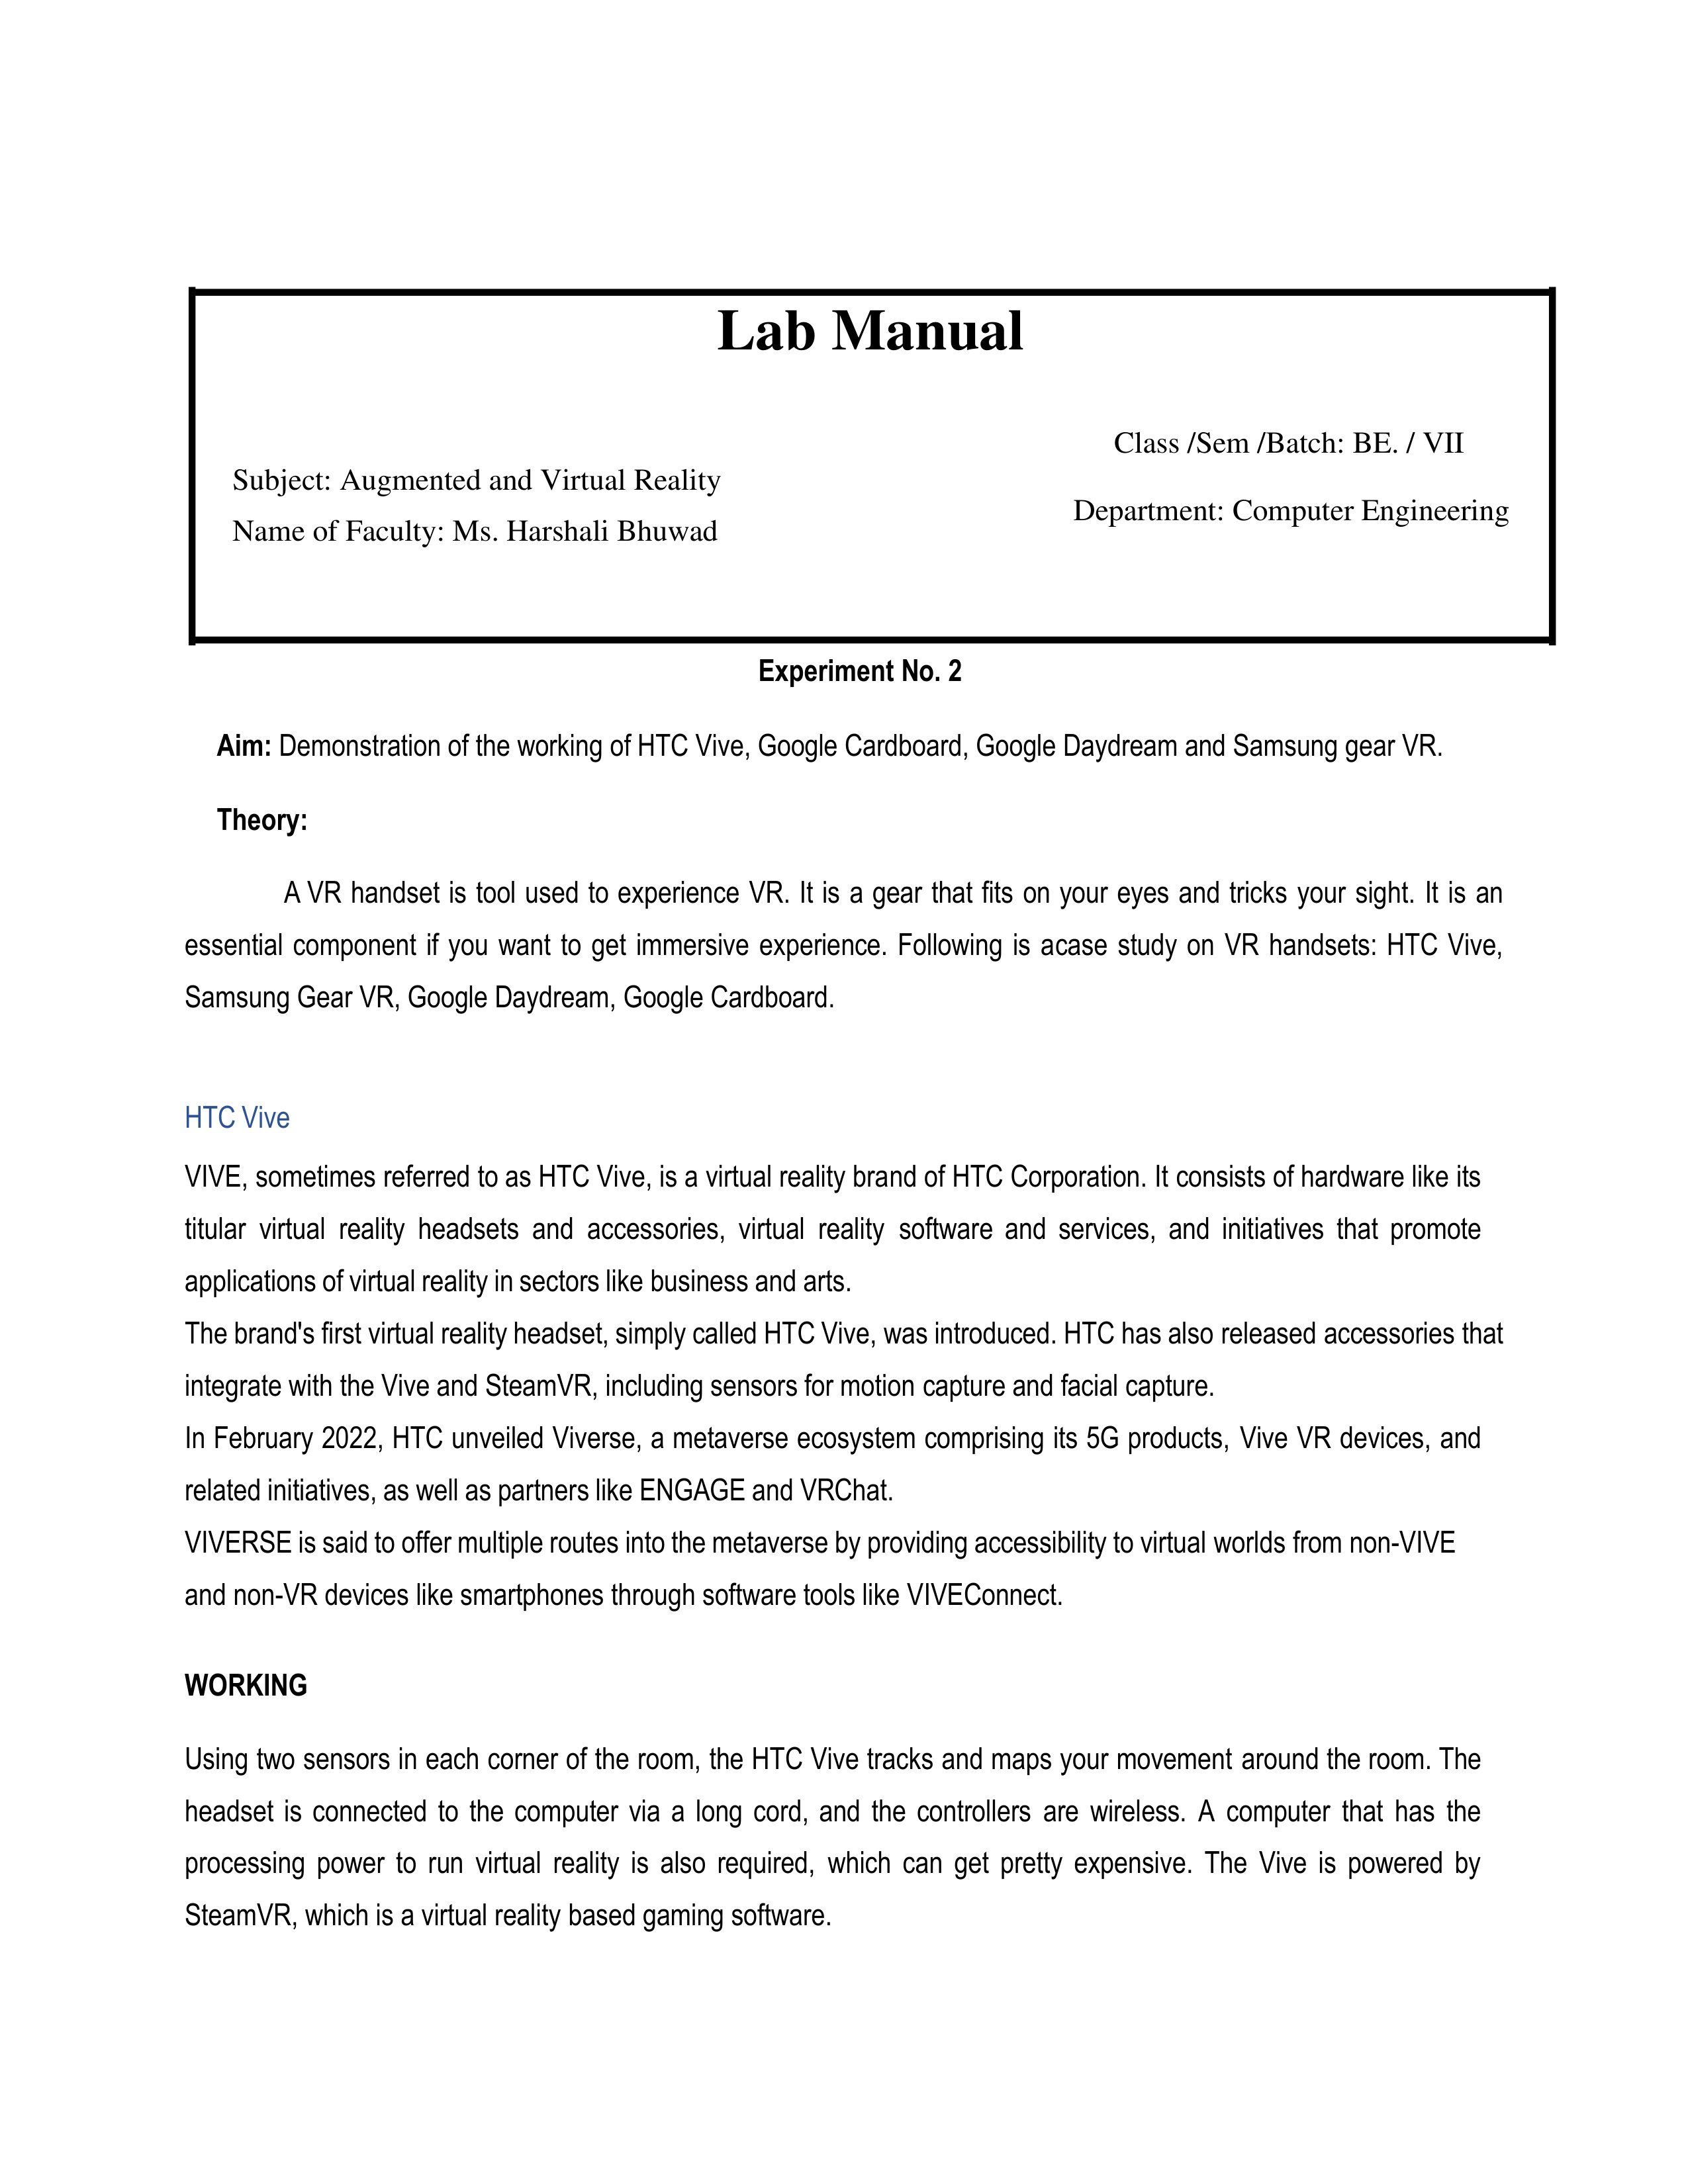 Lab Manual
Class /Sem /Batch: BE. / VII
Subject: Augmented and Virtual Reality
Department: Computer Engineering
Name of Faculty: Ms. Harshali Bhuwad
Experiment No. 2
Aim: Demonstration of the working of HTC Vive, Google Cardboard, Google Daydream and Samsung gear VR.
Theory:
A VR handset is tool used to experience VR. It is a gear that fits on your eyes and tricks your sight. It is an
essential component if you want to get immersive experience. Following is acase study on VR handsets: HTC Vive,
Samsung Gear VR, Google Daydream, Google Cardboard.
HTC Vive
VIVE, sometimes referred to as HTC Vive, is a virtual reality brand of HTC Corporation. It consists of hardware like its
titular virtual reality headsets and accessories, virtual reality software and services, and initiatives that promote
applications of virtual reality in sectors like business and arts.
The brand's first virtual reality headset, simply called HTC Vive, was introduced. HTC has also released accessories that
integrate with the Vive and SteamVR, including sensors for motion capture and facial capture.
In February 2022, HTC unveiled Viverse, a metaverse ecosystem comprising its 5G products, Vive VR devices, and
related initiatives, as well as partners like ENGAGE and VRChat.
VIVERSE is said to offer multiple routes into the metaverse by providing accessibility to virtual worlds from non-VIVE
and non-VR devices like smartphones through software tools like VIVEConnect.
WORKING
Using two sensors in each corner of the room, the HTC Vive tracks and maps your movement around the room. The
headset is connected to the computer via a long cord, and the controllers are wireless. A computer that has the
processing power to run virtual reality is also required, which can get pretty expensive. The Vive is powered by
SteamVR, which is a virtual reality based gaming software.